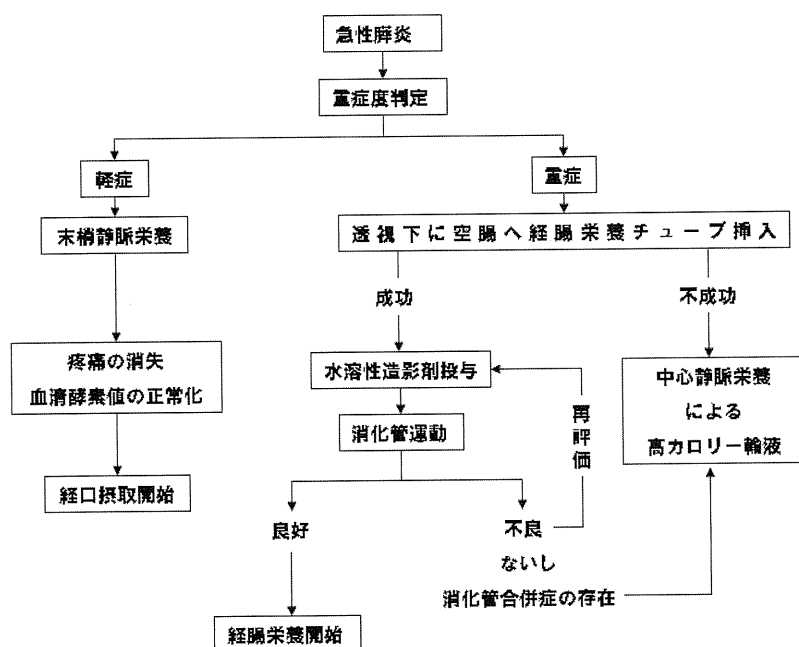 急性膵炎
重症度判定
軽症
重症
末梢静脈栄養
透視下に空腸へ経腸栄養チューブ挿入
成功
不成功
疼痛の消失
血清酵素値の正常化
水溶性造影剤投与
中心静脈栄養
による
高カロリー輸液
再評価
消化管運動
経口摂取開始
良好
不良
ないし
消化管合併症の存在
経腸栄養開始